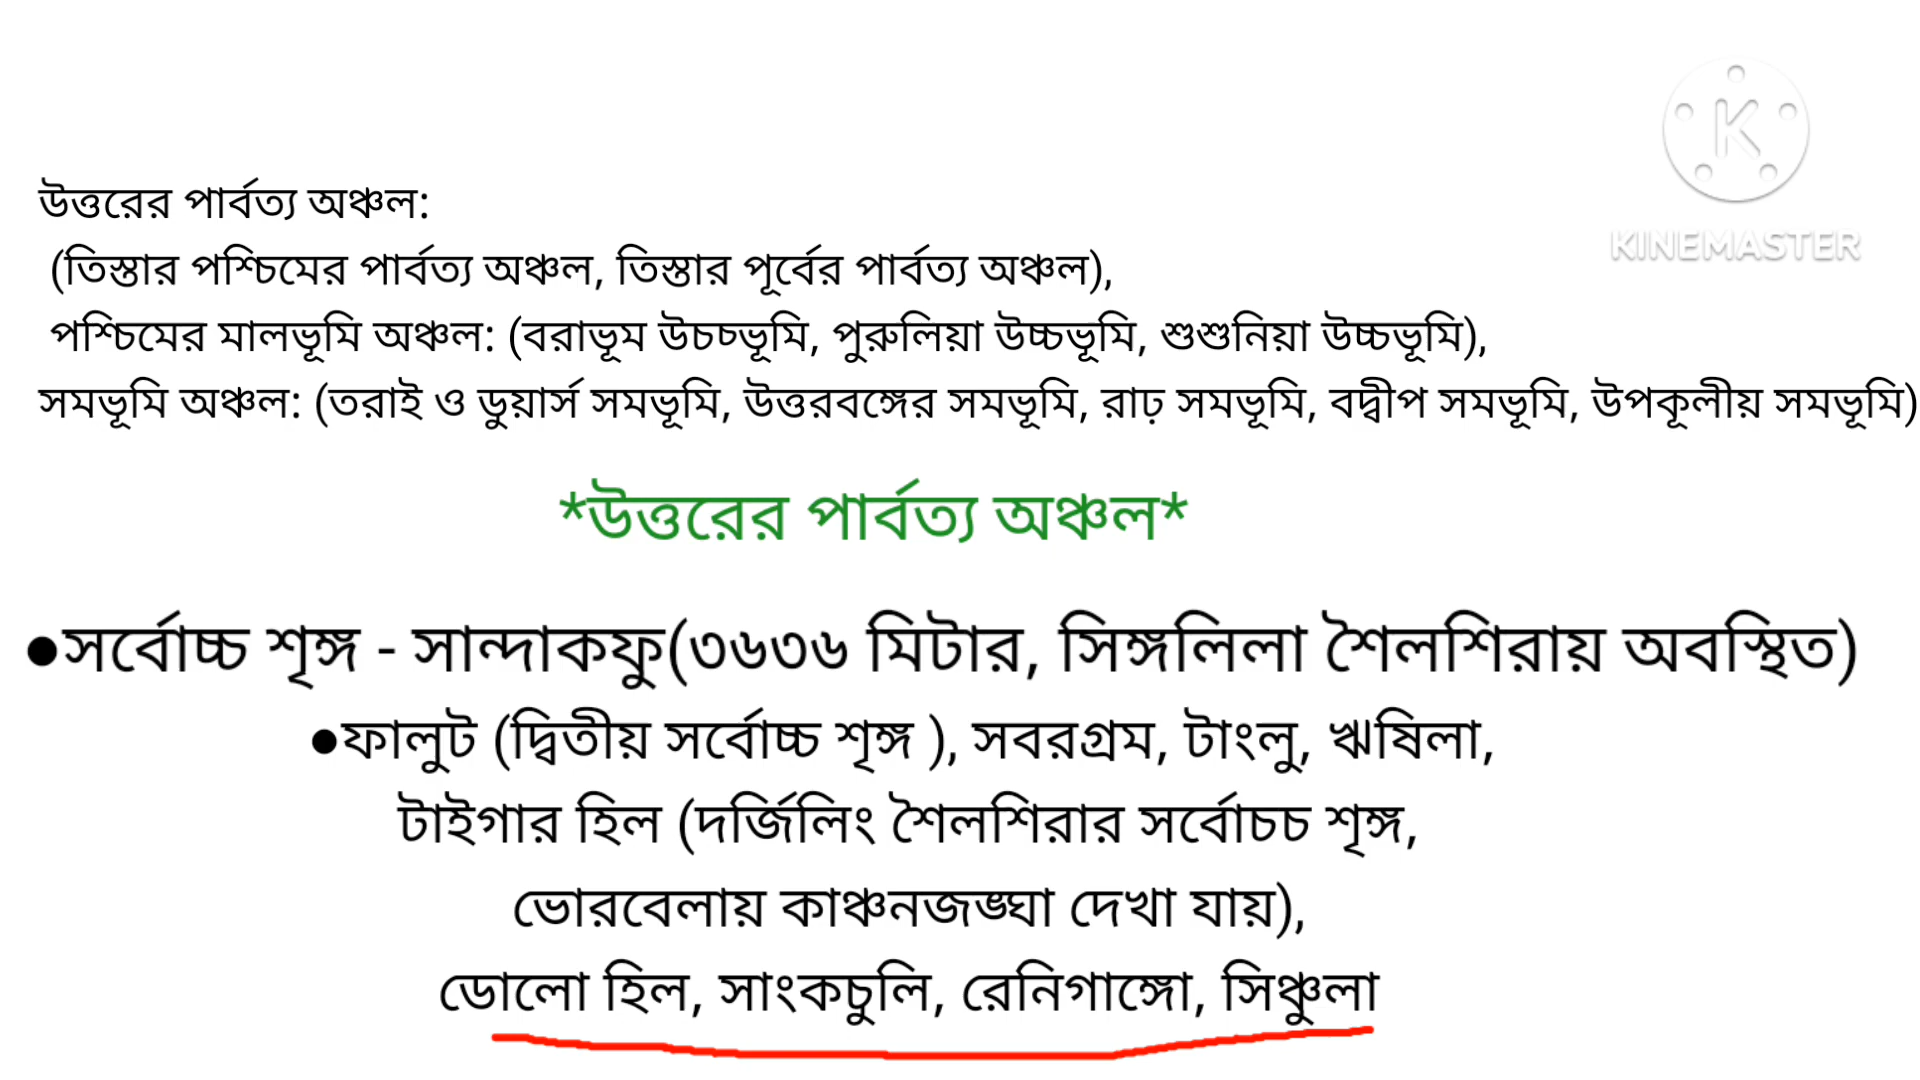 উত্তরের পার্বত্য অঞ্চল:
(তিস্তার পশ্চিমের পার্বত্য অঞ্চল, তিস্তার পূর্বের পার্বত্য অঞ্চল),
পশ্চিমের মালভূমি অঞ্চল: (বরাভূম উচচভূমি, পুরুলিয়া উচ্চভূমি, শুশুনিয়া উচ্চভূমি),
সমভূমি অঞ্চল: (তরাই ও ডুয়ার্স সমভূমি, উত্তরবঙ্গের সমভূমি, রাঢ় সমভূমি, বদ্বীপ সমভূমি, উপকূলীয় সমভূমি)
*উত্তরের পার্বত্য অঞ্চল*
●সর্বোচ্চ শৃঙ্গ - সান্দাকফু(৩৬৩৬ মিটার, সিঙ্গলিলা শৈলশিরায় অবস্থিত)
●ফালুট (দ্বিতীয় সর্বোচ্চ শৃঙ্গ ), সবরগ্রম, টাংলু, ঋষিলা,
টাইগার হিল (দর্জিলিং শৈলশিরার সর্বোচচ শৃঙ্গ,
ভোরবেলায় কাঞ্চনজঙ্ঘা দেখা যায়),
ডোলো হিল, সাংকচুলি, রেনিগাঙ্গো, সিঞ্চুলা
K
KINEMASTER